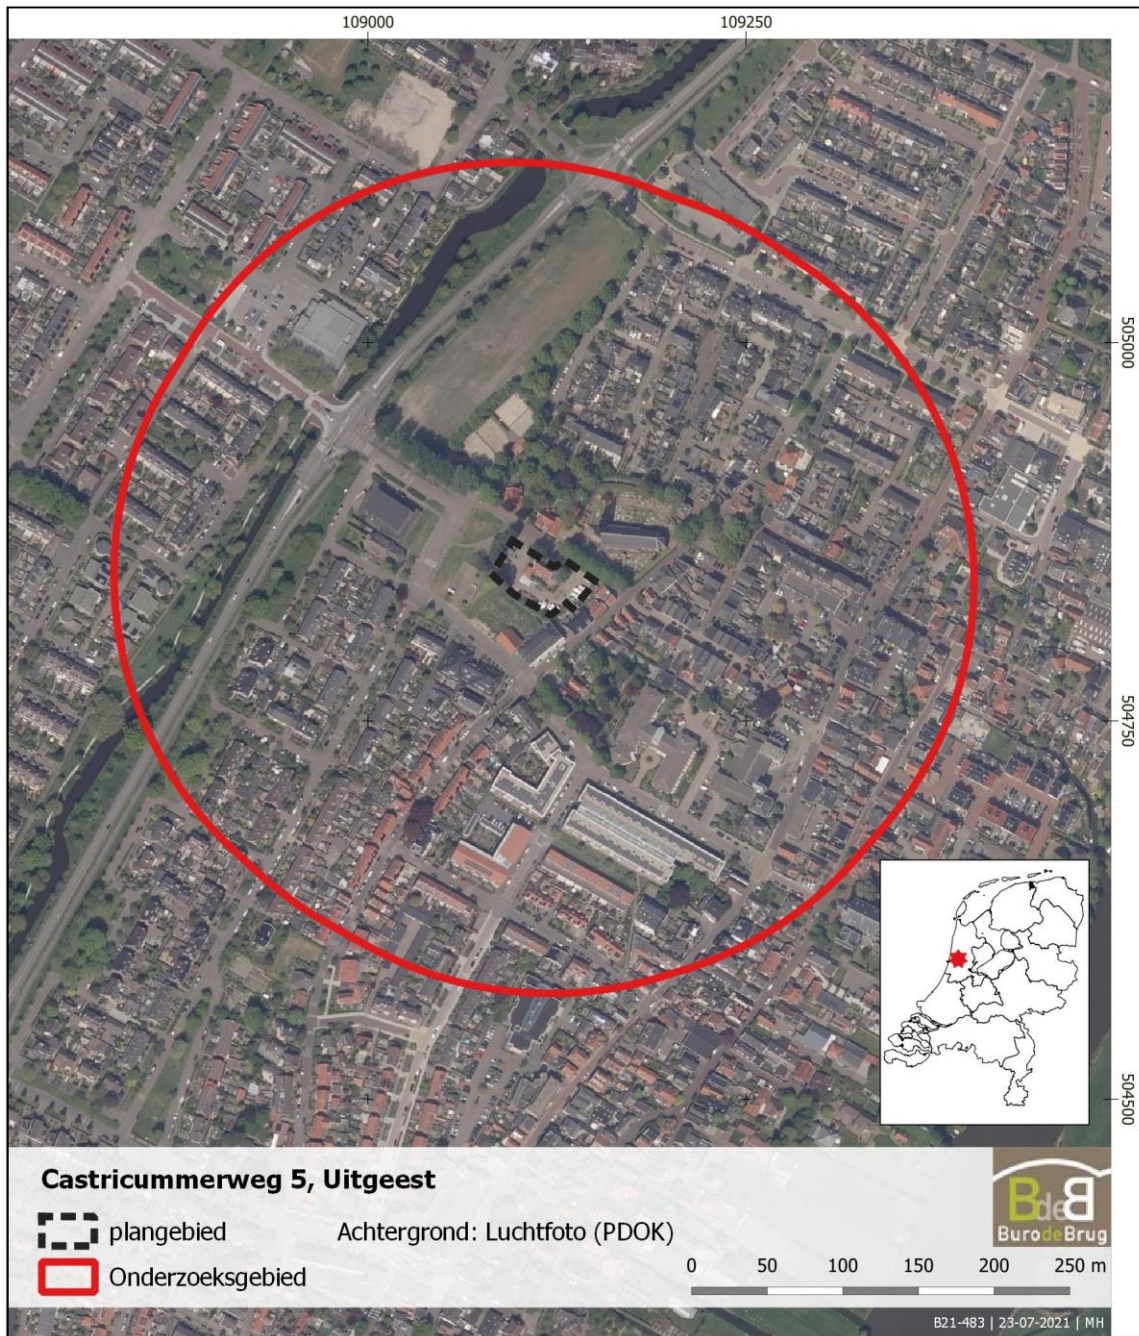 109000
109250
505000
504750
504500
Castricummerweg 5, Uitgeest
plangebied
Achtergrond: Luchtfoto (PDOK)
Onderzoeksgebied
BdeB
BurodeBrug
0 50 100 150 200 250 m
B21-483 | 23-07-2021 | MH